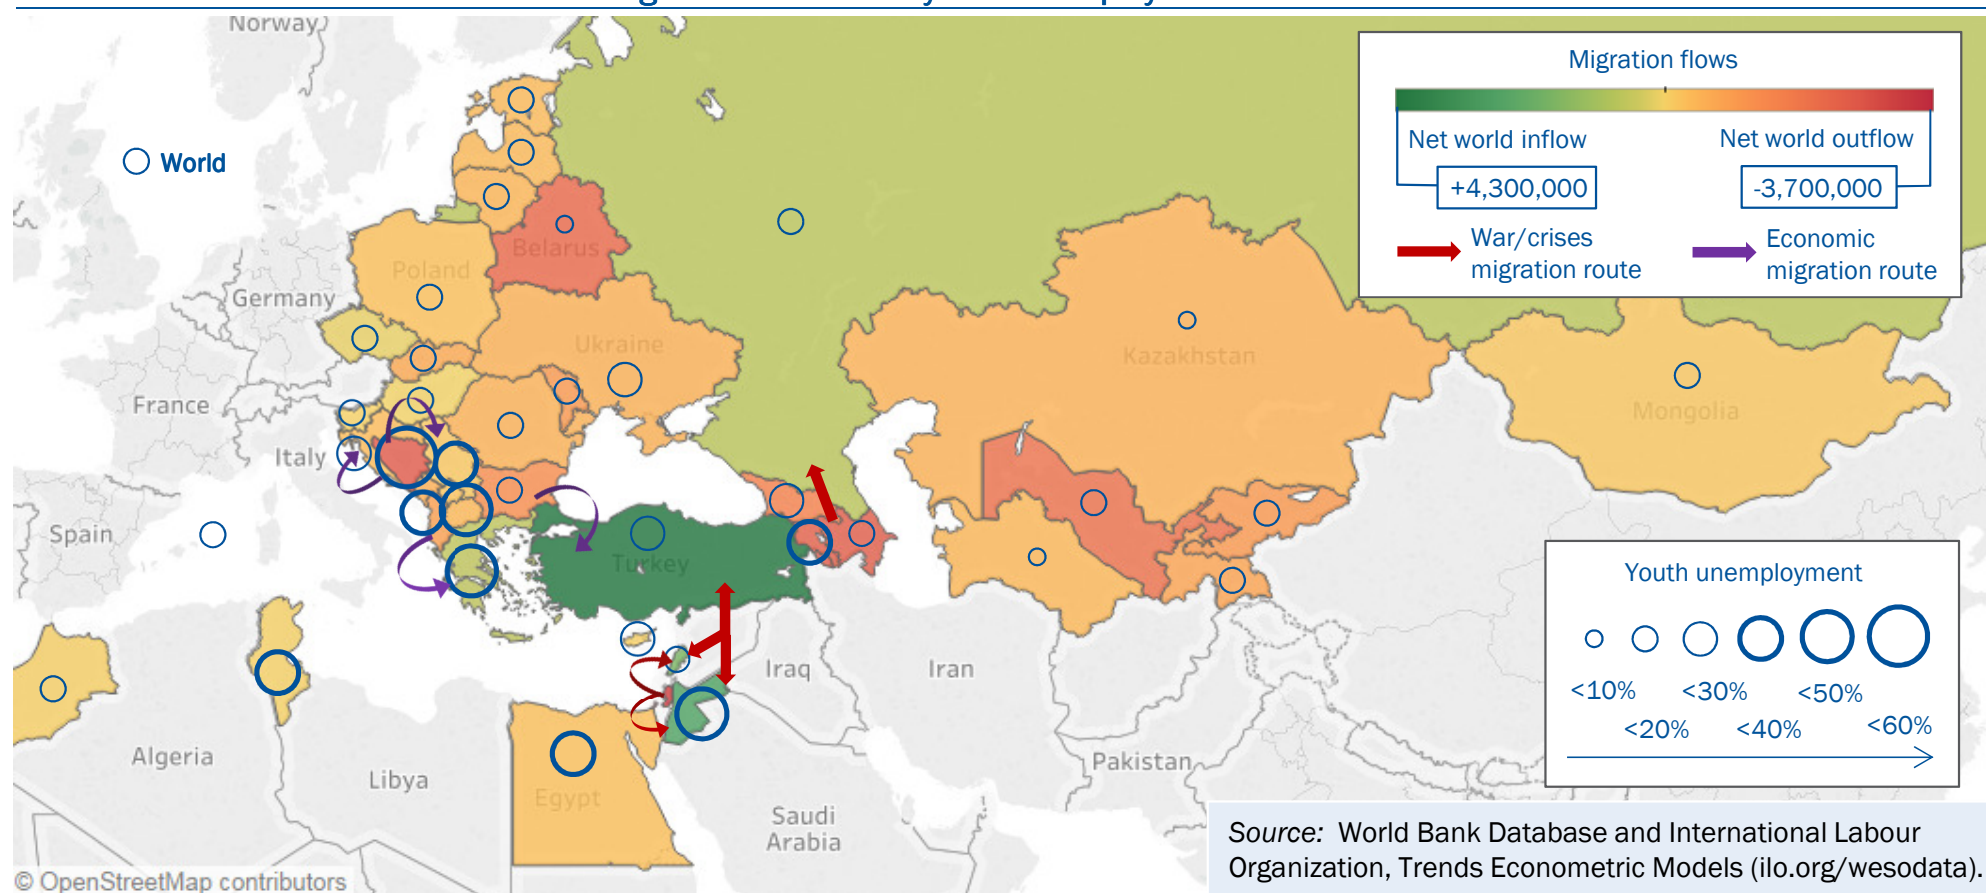 Norway
World
Belarus
Poland
Germany
Ukraine
Kazakhstan
Mongolia
France
Italy
Spain
Turkey
Iraq
Iran
Algeria
Libya
Egypt
Pakistan
Saudi
Arabia
Migration flows
Net world inflow
Net world outflow
+4,300,000
-3,700,000
War/crises
migration route
Economic
migration route
Youth unemployment
<10%
<30%
<50%
<20%
<40%
<60%
Source: World Bank Database and International Labour
Organization, Trends Econometric Models (ilo.org/wesodata).
© OpenStreetMap contributors